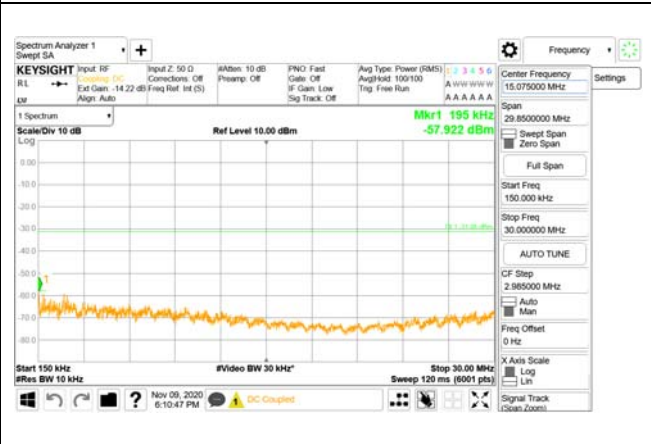 Spectrum Analyzer 1
Swept SA
Frequency
KEYSIGHT
RL
Input: RF
Coupling: DC
Ext Gain: -14.22 dB
Align: Auto
Input Z: 50 Ω
Corrections: Off
Freq Ref: Int (S)
#Atten: 10 dB
Preamp: Off
PNO: Fast
Gate: Off
IF Gain: Low
Sig Track: Off
Avg Type: Power (RMS)
Avg|Hold: 100/100
Trig: Free Run
1 2 3 4 5 6
A W W W W W
A A A A A A
1 Spectrum
Scale/Div 10 dB
Log
Ref Level 10.00 dBm
Mkr1 195 kHz
-57.922 dBm
0.00
-10.0
-20.0
-30.0
-40.0
-50.0
-60.0
-70.0
-80.0
1
Start 150 kHz
#Res BW 10 kHz
#Video BW 30 kHz*
Stop 30.00 MHz
Sweep 120 ms (6001 pts)
Nov 09, 2020
6:10:47 PM
1
DC Coupled
Center Frequency
15.075000 MHz
Settings
Span
29.8500000 MHz
Swept Span
Zero Span
Full Span
Start Freq
150.000 kHz
Stop Freq
30.000000 MHz
AUTO TUNE
CF Step
2.985000 MHz
Auto
Man
Freq Offset
0 Hz
X Axis Scale
Log
Lin
Signal Track
(Span Zoom)